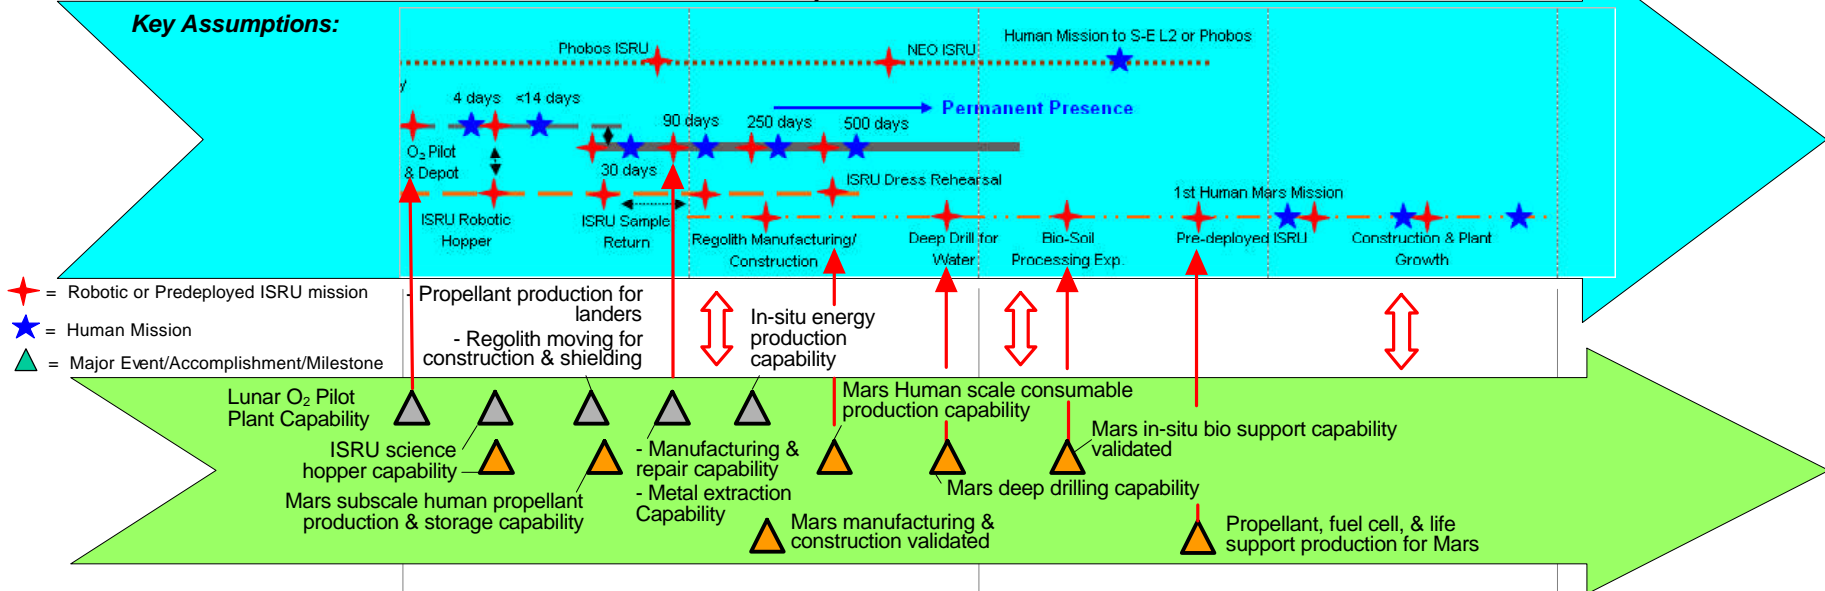 Key Assumptions:
Phobos ISRU
NEO ISRU
Human Mission to S-E L2 or Phobos
4 days
<14 days
Permanent Presence
90 days
250 days
500 days
O₂ Pilot
& Depot
30 days
ISRU Dress Rehearsal
1st Human Mars Mission
ISRU Robotic
Hopper
ISRU Sample
Return
Regolith Manufacturing/
Construction
Deep Drill for
Water
Bio-Soil
Processing Exp.
Pre-deployed ISRU
Construction & Plant
Growth
= Robotic or Predeployed ISRU mission
= Human Mission
= Major Event/Accomplishment/Milestone
- Propellant production for
landers
- Regolith moving for
construction & shielding
In-situ energy
production
capability
Lunar O₂ Pilot
Plant Capability
ISRU science
hopper capability
Mars subscale human propellant
production & storage capability
- Manufacturing &
repair capability
- Metal extraction
Capability
Mars Human scale consumable
production capability
Mars in-situ bio support capability
validated
Mars deep drilling capability
Mars manufacturing &
construction validated
Propellant, fuel cell, & life
support production for Mars